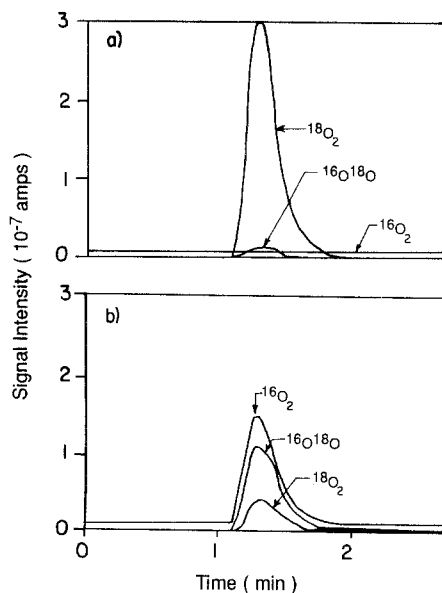 a)
3
2
1
0
¹⁸O₂
¹⁶O¹⁸O
¹⁶O₂
Signal Intensity ( 10⁻⁷ amps )
b)
3
2
1
0
¹⁶O₂
¹⁶O¹⁸O
¹⁸O₂
0
1
2
Time ( min )